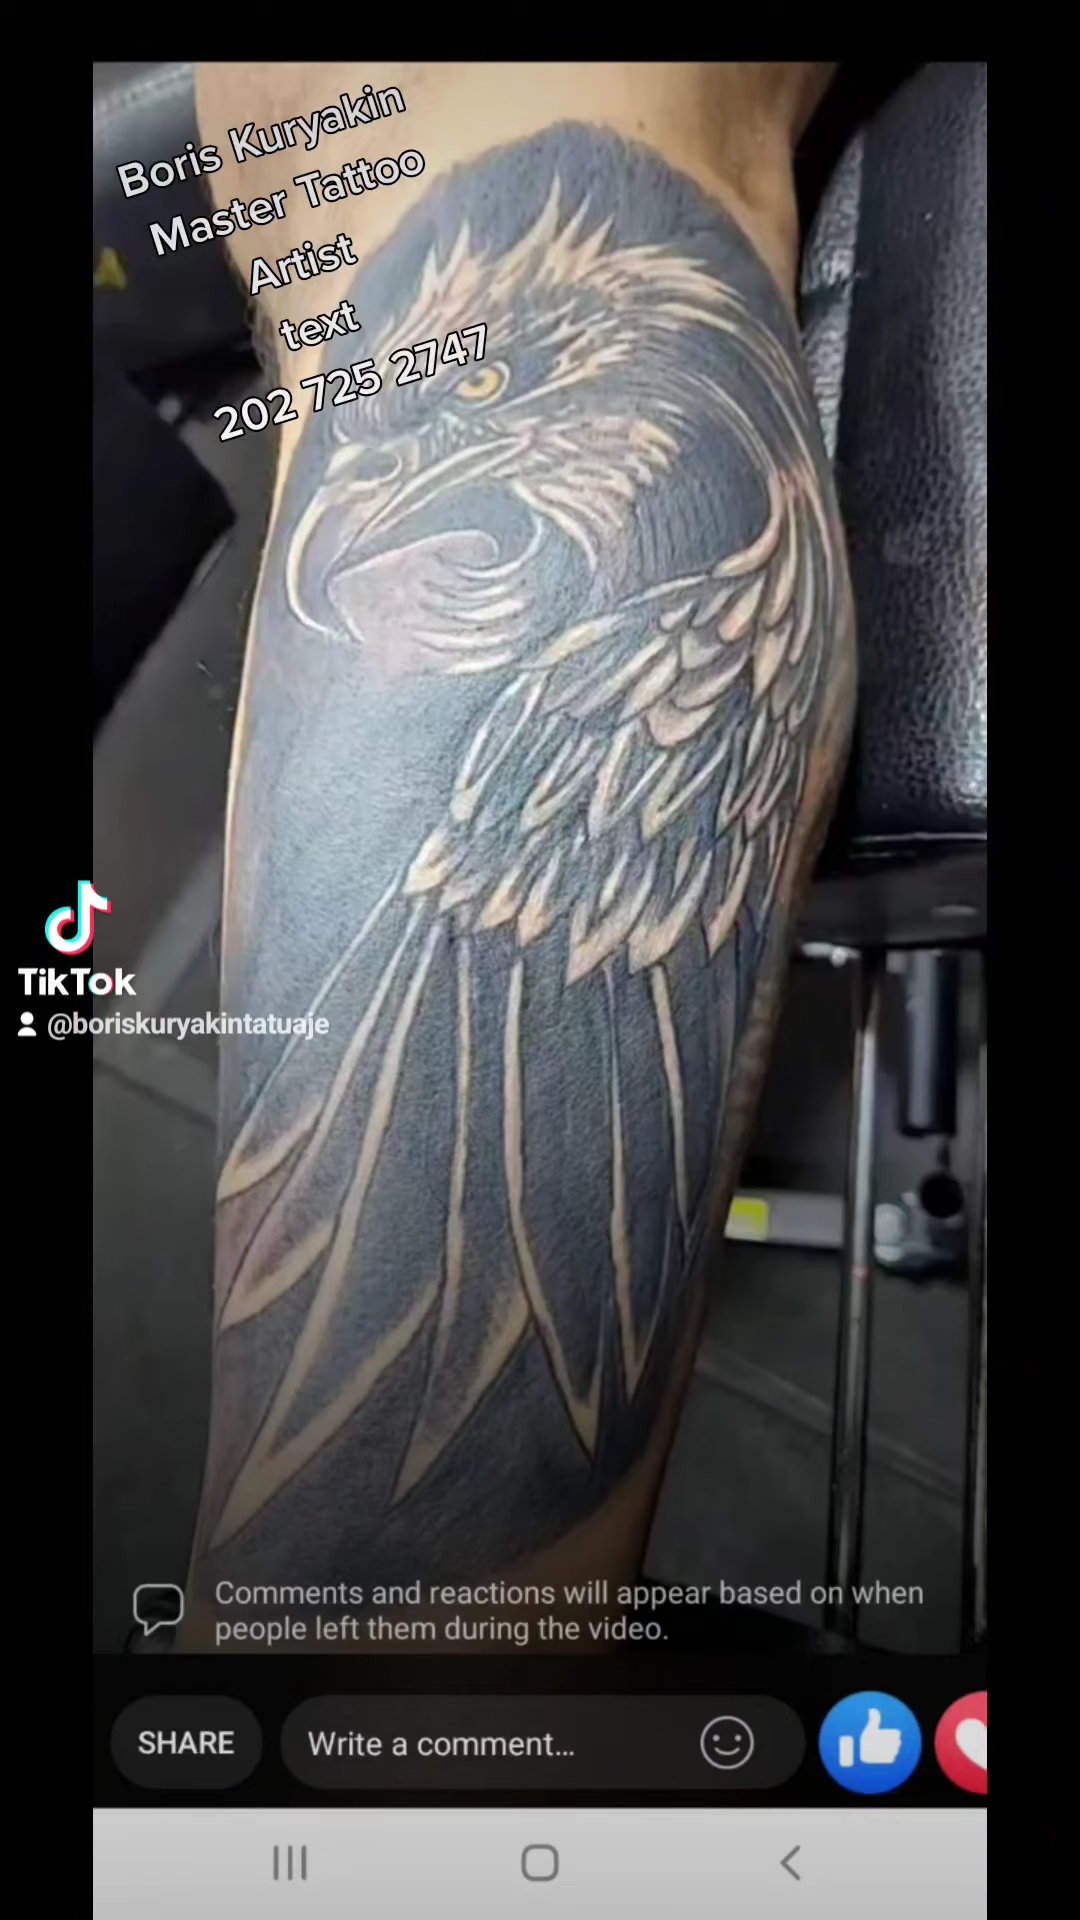 Boris Kuryakin
Master Tattoo
Artist
text
202 725 2747
TikTok
@boriskuryakintatuaje
Comments and reactions will appear based on when
people left them during the video.
SHARE
Write a comment...